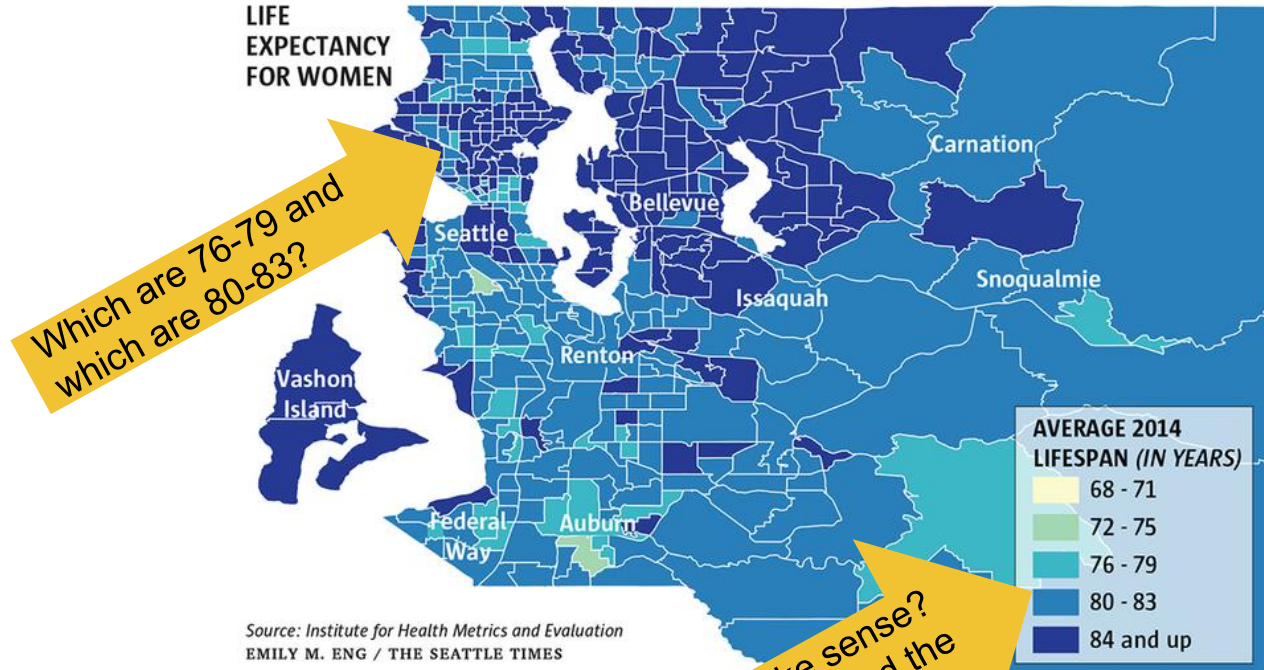 LIFE
EXPECTANCY
FOR WOMEN
Which are 76-79 and
which are 80-83?
Carnation
Bellevue
Seattle
Snoqualmie
Issaquah
Renton
Vashon
Island
AVERAGE 2014
LIFESPAN (IN YEARS)
68 - 71
72 - 75
76 - 79
80 - 83
84 and up
Federal
Way
Auburn
sense?
the
Source: Institute for Health Metrics and Evaluation
EMILY M. ENG / THE SEATTLE TIMES